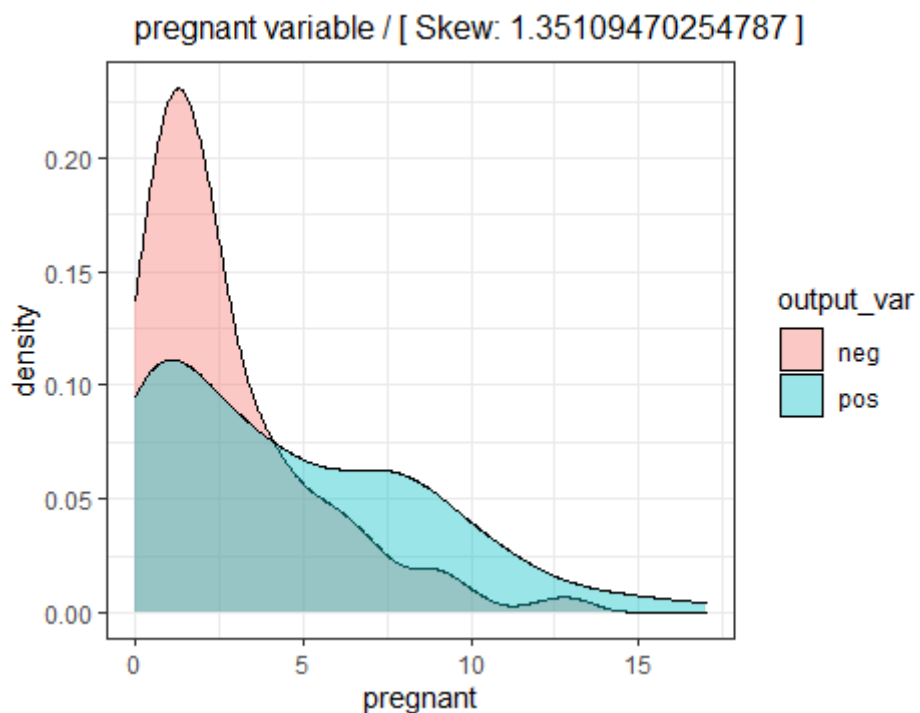 pregnant variable / [ Skew: 1.35109470254787 ]
density
0.20
0.15
0.10
0.05
0.00
0 5 10 15
pregnant
output_var
neg
pos